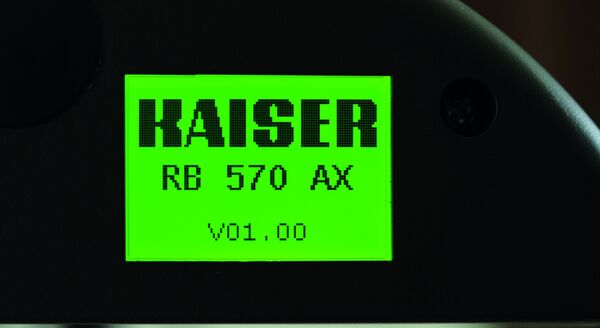 KAISER
RB 570 AX
V01.00